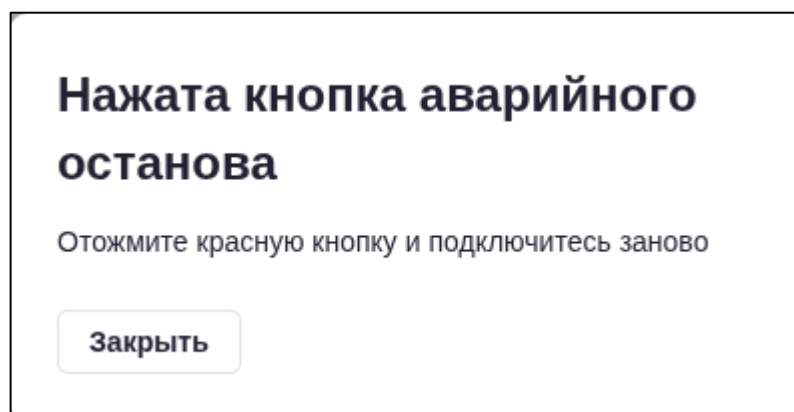 Нажата кнопка аварийного
останова
Отожмите красную кнопку и подключитесь заново
Закрыть